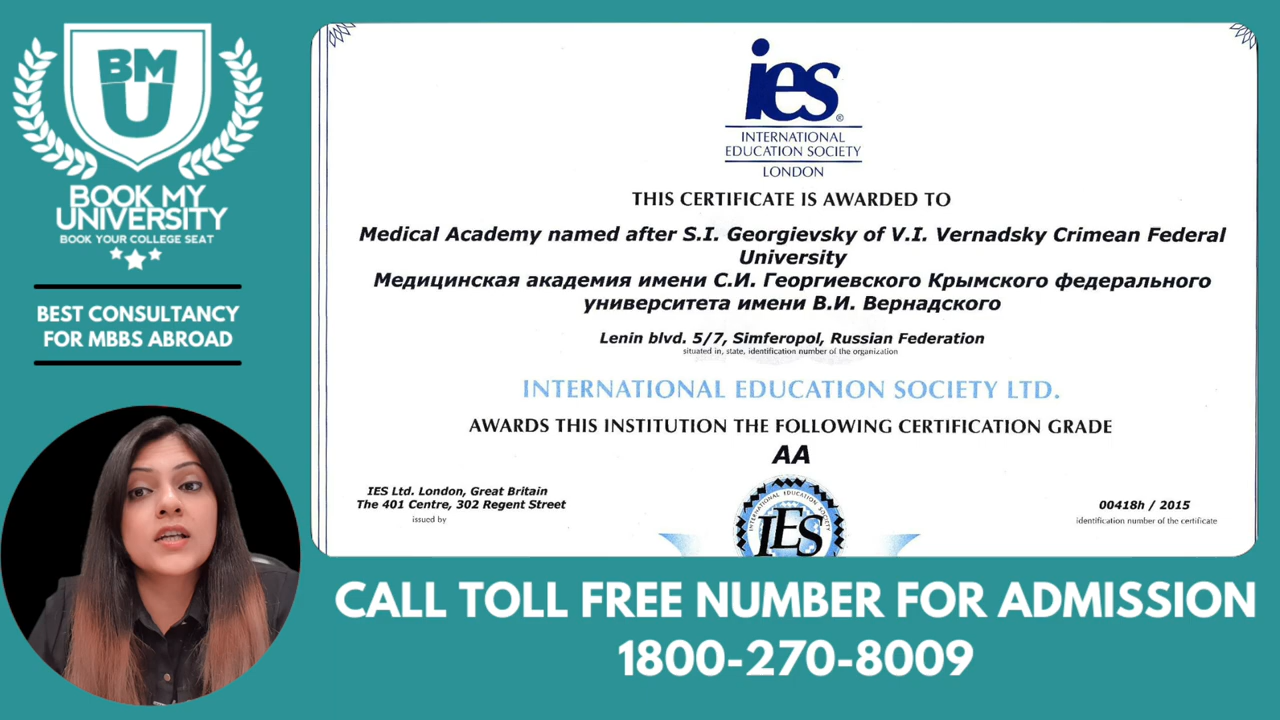 BM
U
BOOK MY
UNIVERSITY
BOOK YOUR COLLEGE SEAT
BEST CONSULTANCY
FOR MBBS ABROAD
ies®
INTERNATIONAL
EDUCATION SOCIETY
LONDON
THIS CERTIFICATE IS AWARDED TO
Medical Academy named after S.I. Georgievsky of V.I. Vernadsky Crimean Federal
University
Медицинская академия имени С.И. Георгиевского Крымского федерального
университета имени В.И. Вернадского
Lenin blvd. 5/7, Simferopol, Russian Federation
situated in, state, identification number of the organization
INTERNATIONAL EDUCATION SOCIETY LTD.
AWARDS THIS INSTITUTION THE FOLLOWING CERTIFICATION GRADE
AA
IES Ltd. London, Great Britain
The 401 Centre, 302 Regent Street
issued by
INTERNATIONAL EDUCATION SOCIETY
IES
00418h / 2015
identification number of the certificate
CALL TOLL FREE NUMBER FOR ADMISSION
1800-270-8009